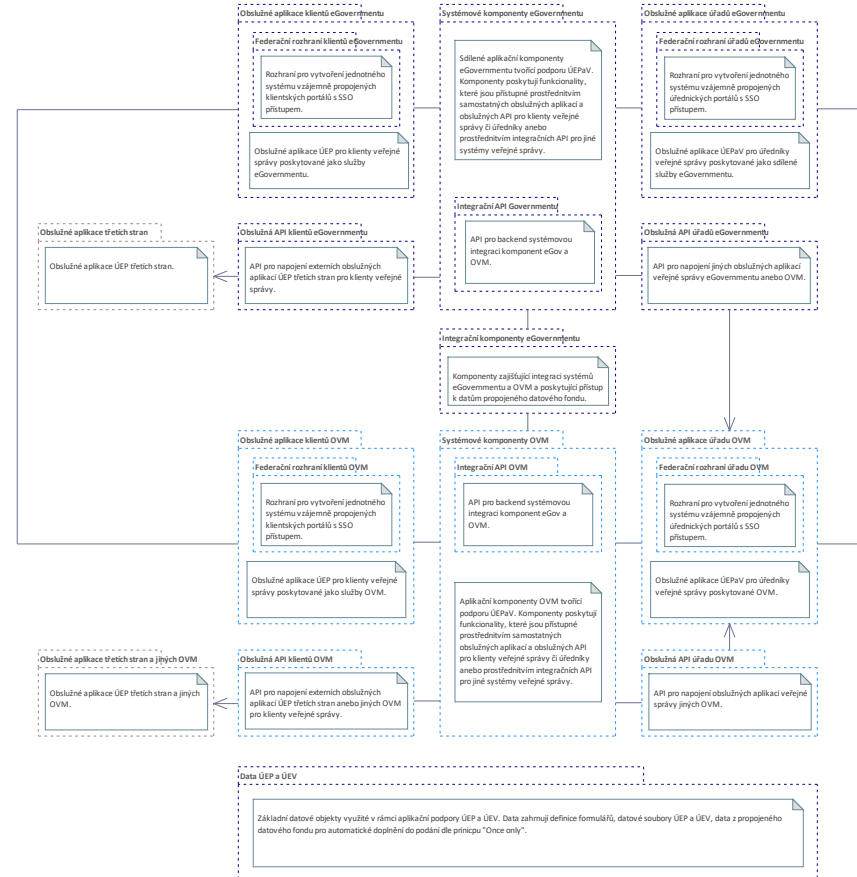 Obslužné aplikace klientů eGovernmentu
Federační rozhraní klientů eGovernmentu
Rozhraní pro vytvoření jednotného
systému vzájemně propojených
klientských portálů s SSO
přístupem.
Obslužné aplikace ÚEP pro klienty veřejné
správy poskytované jako služby
eGovernmentu.
Systémové komponenty eGovernmentu
Sdílené aplikační komponenty
eGovernmentu tvořící podporu ÚEPaV.
Komponenty poskytují funkcionality,
které jsou přístupné prostřednitvím
samostatných obslužných aplikací a
obslužných API pro klienty veřejné
správy či úředníky anebo
prostřednitvím integračních API pro jiné
systémy veřejné správy.
Integrační API Governmentu
API pro backend systémovou
integraci komponent eGov a
OVM.
Obslužné aplikace úřadů eGovernmentu
Federační rozhraní úřadů eGovernmentu
Rozhraní pro vytvoření jednotného
systému vzájemně propojených
úřednických portálů s SSO
přístupem.
Obslužné aplikace ÚEPaV pro úředníky
veřejné správy poskytované jako sdílené
služby eGovernmentu.
Obslužné aplikace třetích stran
Obslužné aplikace ÚEP třetích stran.
Obslužná API klientů eGovernmentu
API pro napojení externích obslužných
aplikací ÚEP třetích stran pro klienty veřejné
správy.
Obslužná API úřadů eGovernmentu
API pro napojení jiných obslužných aplikací
veřejné správy eGovernmentu anebo OVM.
Integrační komponenty eGovernmentu
Komponenty zajišťující integraci systémů
eGovernmentu a OVM a poskytující přístup
k datům propojeného datového fondu.
Obslužné aplikace klientů OVM
Federační rozhraní klientů OVM
Rozhraní pro vytvoření jednotného
systému vzájemně propojených
klientských portálů s SSO
přístupem.
Obslužné aplikace ÚEP pro klienty veřejné
správy poskytované jako služby OVM.
Systémové komponenty OVM
Integrační API OVM
API pro backend systémovou
integraci komponent eGov a
OVM.
Aplikační komponenty OVM tvořící
podporu ÚEPaV. Komponenty poskytují
funkcionality, které jsou přístupné
prostřednitvím samostatných
obslužných aplikací a obslužných API
pro klienty veřejné správy či úředníky
anebo prostřednitvím integračních API
pro jiné systémy veřejné správy.
Obslužné aplikace úřadu OVM
Federační rozhraní úřadu OVM
Rozhraní pro vytvoření jednotného
systému vzájemně propojených
úřednických portálů s SSO
přístupem.
Obslužné aplikace ÚEPaV pro úředníky
veřejné správy poskytované OVM.
Obslužné aplikace třetích stran a jiných OVM
Obslužné aplikace ÚEP třetích stran a jiných
OVM.
Obslužná API klientů OVM
API pro napojení externích obslužných
aplikací ÚEP třetích stran anebo jiných OVM
pro klienty veřejné správy.
Obslužná API úřadu OVM
API pro napojení obslužných aplikací veřejné
správy jiných OVM.
Data ÚEP a ÚEV
Základní datové objekty využité v rámci aplikační podpory ÚEP a ÚEV. Data zahrnují definice formulářů, datové soubory ÚEP a ÚEV, data z propojeného
datového fondu pro automatické doplnění do podání dle prinicpu "Once only".